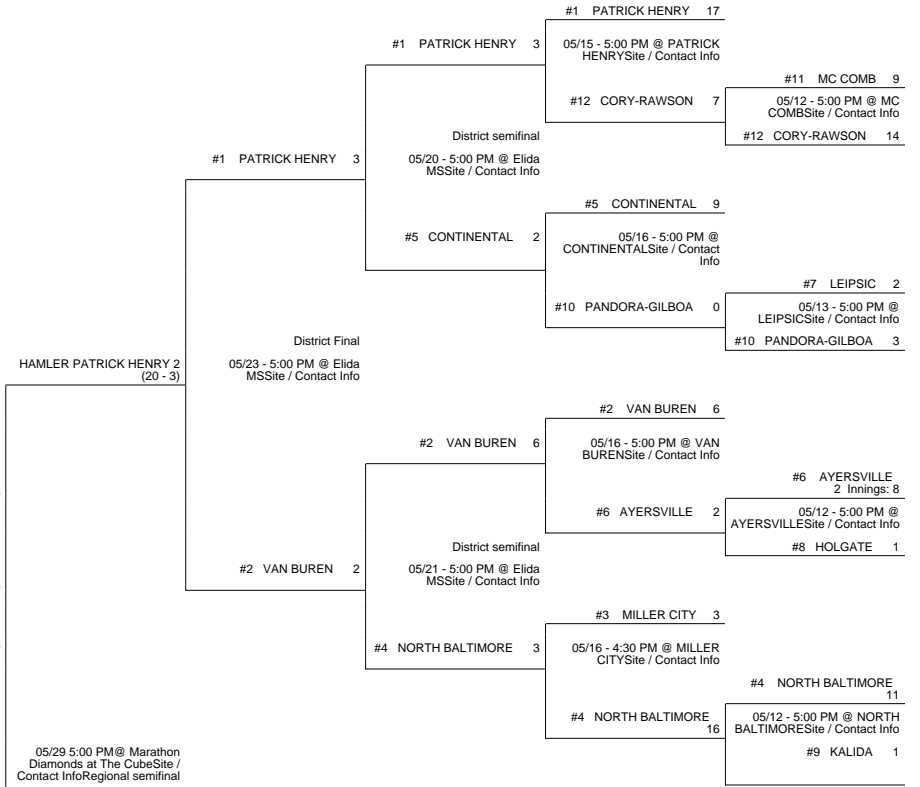 #1 PATRICK HENRY 17
#1 PATRICK HENRY 3
05/15 - 5:00 PM @ PATRICK
HENRYSite / Contact Info
#11 MC COMB 9
#12 CORY-RAWSON 7
05/12 - 5:00 PM @ MC
COMBSite / Contact Info
#12 CORY-RAWSON 14
District semifinal
#1 PATRICK HENRY 3
05/20 - 5:00 PM @ Elida
MSSite / Contact Info
#5 CONTINENTAL 9
#5 CONTINENTAL 2
05/16 - 5:00 PM @
CONTINENTALSite / Contact
Info
#7 LEIPSIC 2
#10 PANDORA-GILBOA 0
05/13 - 5:00 PM @
LEIPSICSite / Contact Info
#10 PANDORA-GILBOA 3
District Final
05/23 - 5:00 PM @ Elida
MSSite / Contact Info
HAMLER PATRICK HENRY 2
(20 - 3)
#2 VAN BUREN 6
#2 VAN BUREN 6
05/16 - 5:00 PM @ VAN
BURENSite / Contact Info
#6 AYERSVILLE
2 Innings: 8
#6 AYERSVILLE 2
05/12 - 5:00 PM @
AYERSVILLESite / Contact Info
#8 HOLGATE 1
District semifinal
#2 VAN BUREN 2
05/21 - 5:00 PM @ Elida
MSSite / Contact Info
#3 MILLER CITY 3
#4 NORTH BALTIMORE 3
05/16 - 4:30 PM @ MILLER
CITYSite / Contact Info
#4 NORTH BALTIMORE
11
#4 NORTH BALTIMORE
16
05/12 - 5:00 PM @ NORTH
BALTIMORESite / Contact Info
#9 KALIDA 1
05/29 5:00 PM@ Marathon
Diamonds at The CubeSite /
Contact InfoRegional semifinal